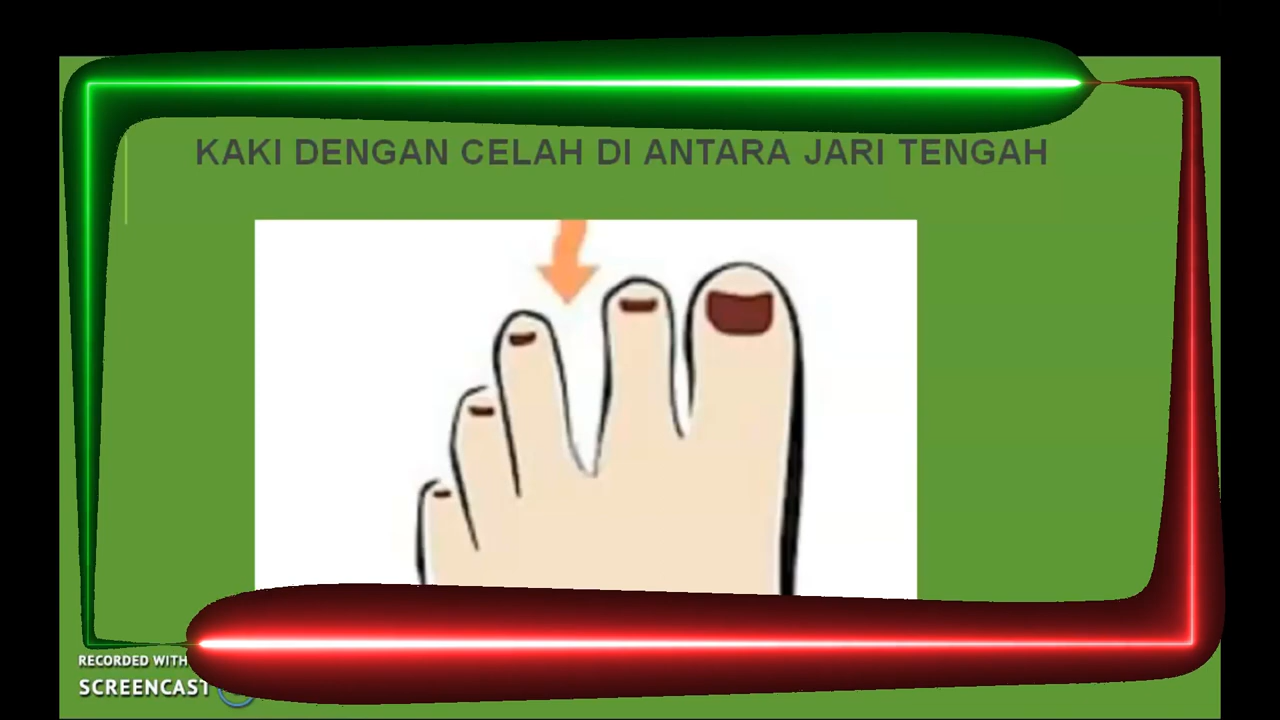 KAKI DENGAN CELAH DI ANTARA JARI TENGAH
RECORDED WITH
SCREENCAST